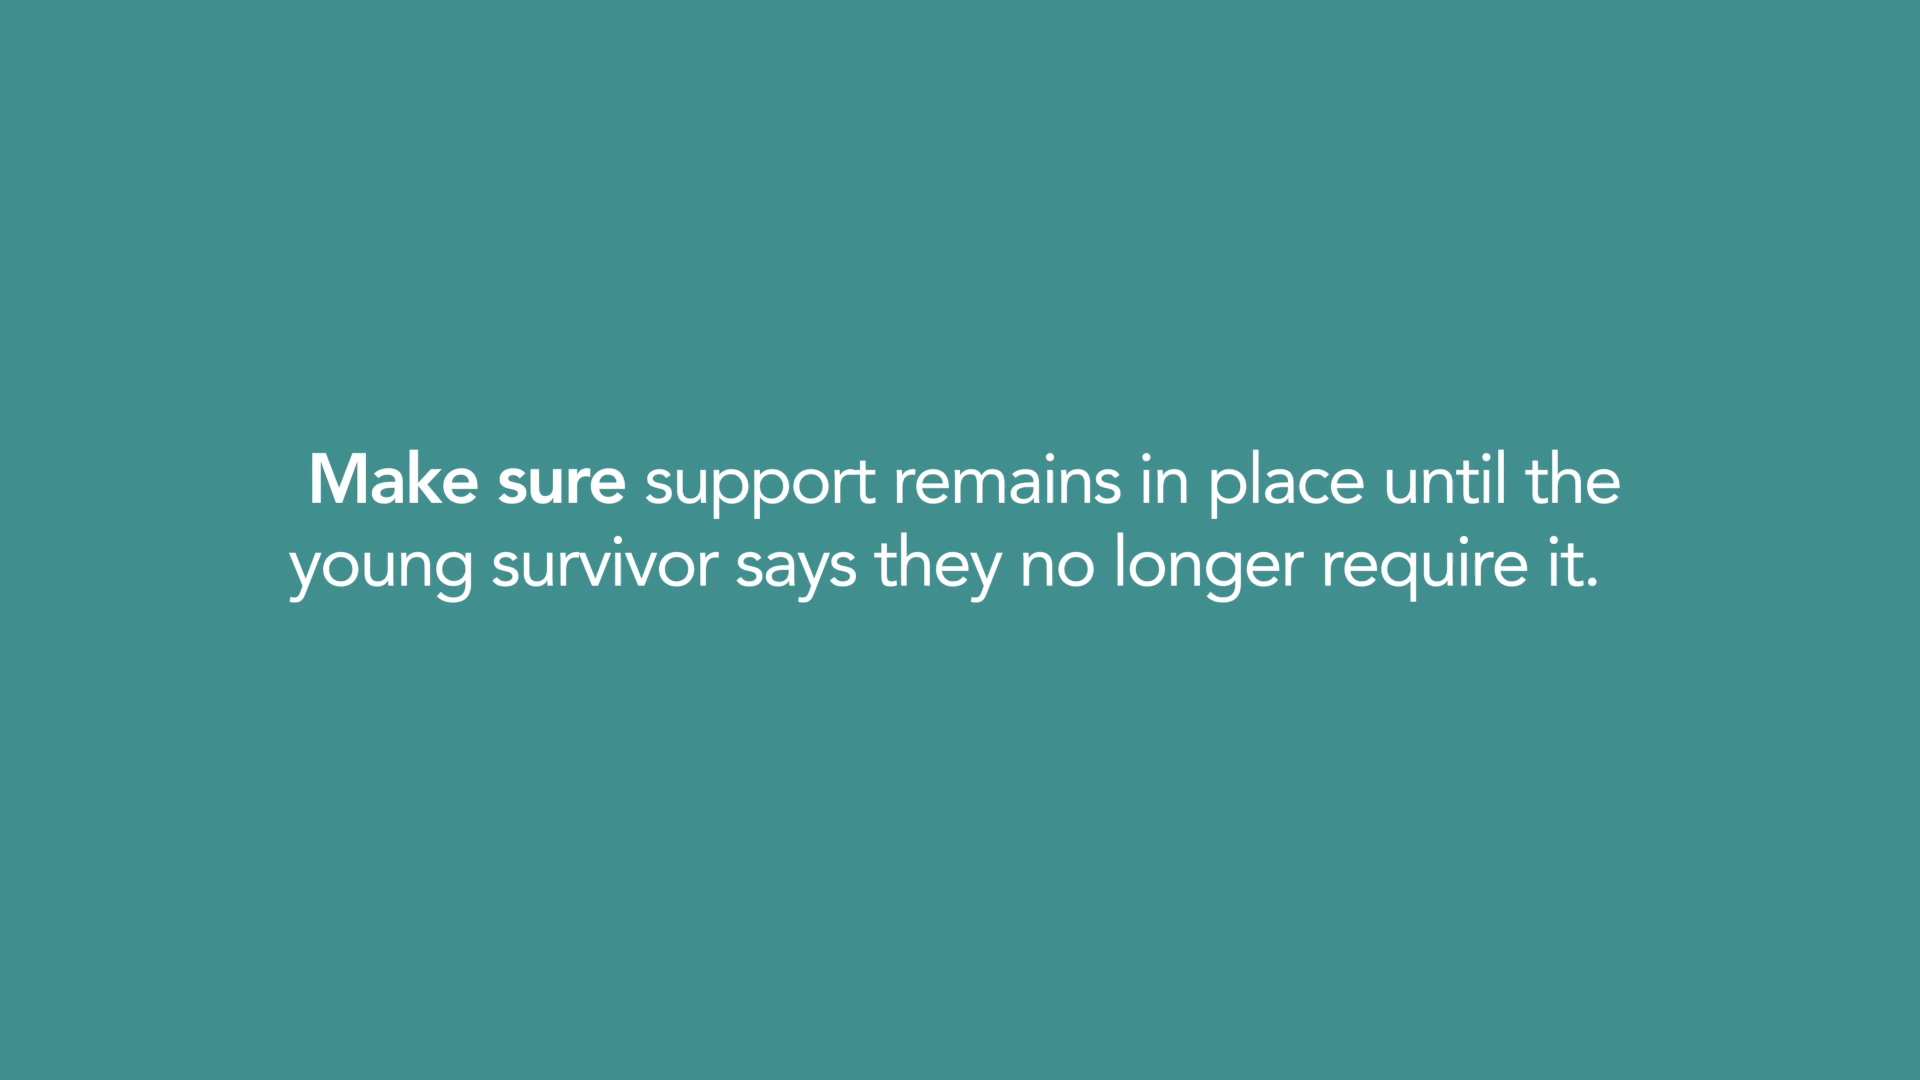 Make sure support remains in place until the
young survivor says they no longer require it.